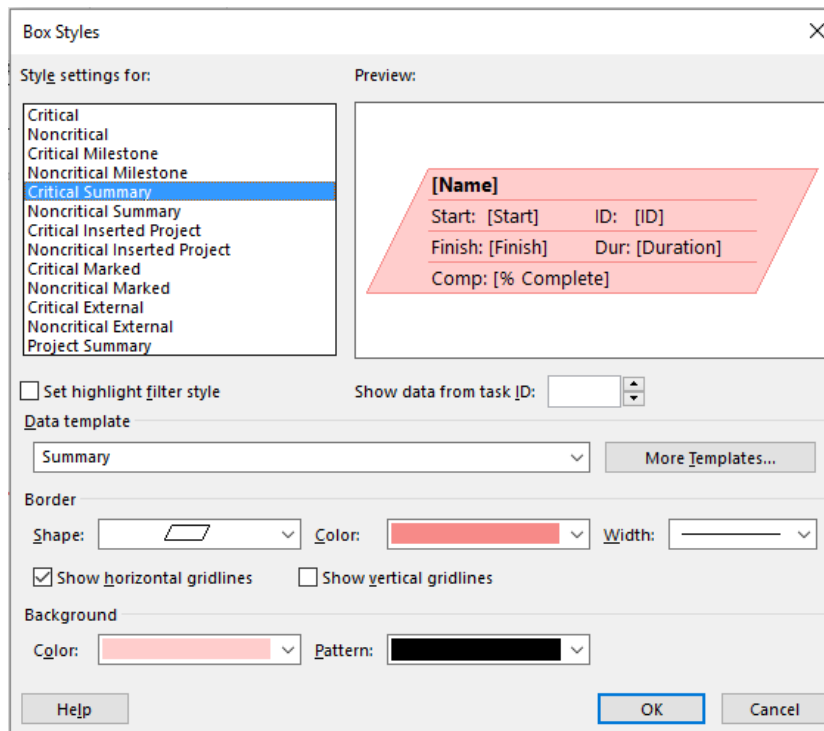 Box Styles
Style settings for:
Preview:
Critical
Noncritical
Critical Milestone
Noncritical Milestone
Critical Summary
Noncritical Summary
Critical Inserted Project
Noncritical Inserted Project
Critical Marked
Noncritical Marked
Critical External
Noncritical External
Project Summary
[Name]
Start: [Start] ID: [ID]
Finish: [Finish] Dur: [Duration]
Comp: [% Complete]
Set highlight filter style
Show data from task ID:
Data template
Summary
More Templates...
Border
Shape:
Color:
Width:
Show horizontal gridlines
Show vertical gridlines
Background
Color:
Pattern:
Help
OK
Cancel